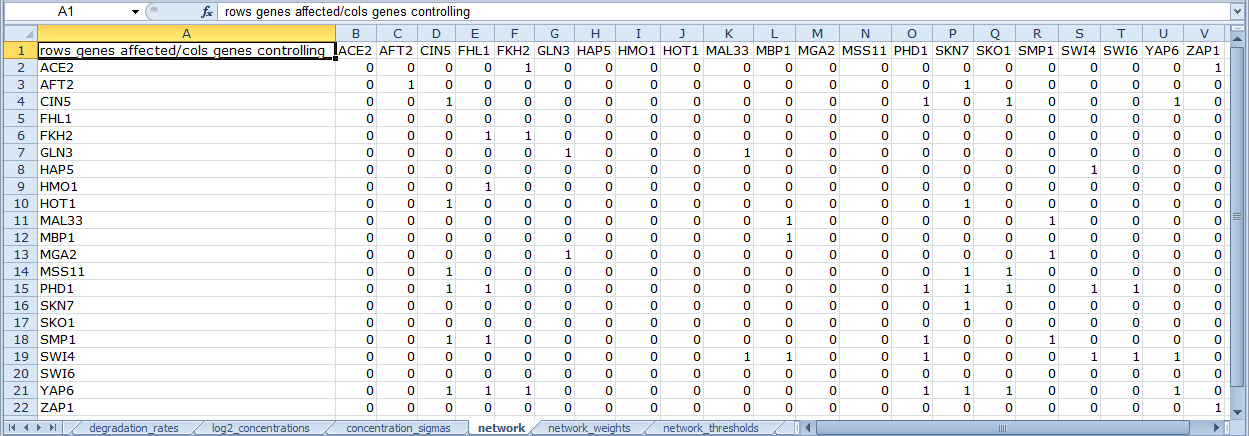 A1 fx rows genes affected/cols genes controlling
A B C D E F G H I J K L M N O P Q R S T U V
1 rows genes affected/cols genes controlling ACE2 AFT2 CIN5 FHL1 FKH2 GLN3 HAP5 HMO1 HOT1 MAL33 MBP1 MGA2 MSS11 PHD1 SKN7 SKO1 SMP1 SWI4 SWI6 YAP6 ZAP1
2 ACE2 0 0 0 0 1 0 0 0 0 0 0 0 0 0 0 0 0 0 0 0 1
3 AFT2 0 1 0 0 0 0 0 0 0 0 0 0 0 0 1 0 0 0 0 0 0
4 CIN5 0 0 1 0 0 0 0 0 0 0 0 0 0 1 0 1 0 0 0 1 0
5 FHL1 0 0 0 0 0 0 0 0 0 0 0 0 0 0 0 0 0 0 0 0 0
6 FKH2 0 0 0 1 1 0 0 0 0 0 0 0 0 0 0 0 0 0 0 0 0
7 GLN3 0 0 0 0 0 1 0 0 0 1 0 0 0 0 0 0 0 0 0 0 0
8 HAP5 0 0 0 0 0 0 0 0 0 0 0 0 0 0 0 0 0 1 0 0 0
9 HMO1 0 0 0 1 0 0 0 0 0 0 0 0 0 0 0 0 0 0 0 0 0
10 HOT1 0 0 1 0 0 0 0 0 0 0 0 0 0 0 1 0 0 0 0 0 0
11 MAL33 0 0 0 0 0 0 0 0 0 0 1 0 0 0 0 0 1 0 0 0 0
12 MBP1 0 0 0 0 0 0 0 0 0 0 1 0 0 0 0 0 0 0 0 0 0
13 MGA2 0 0 0 0 0 1 0 0 0 0 0 0 0 0 0 0 1 0 0 0 0
14 MSS11 0 0 1 0 0 0 0 0 0 0 0 0 0 0 1 1 0 0 0 0 0
15 PHD1 0 0 1 1 0 0 0 0 0 0 0 0 0 1 1 1 0 1 1 0 0
16 SKN7 0 0 0 0 0 0 0 0 0 0 0 0 0 0 1 0 0 0 0 0 0
17 SKO1 0 0 0 0 0 0 0 0 0 0 0 0 0 0 0 0 0 0 0 0 0
18 SMP1 0 0 1 1 0 0 0 0 0 0 0 0 0 1 0 0 1 0 0 0 0
19 SWI4 0 0 0 0 0 0 0 0 0 1 1 0 0 1 0 0 0 1 1 1 0
20 SWI6 0 0 0 0 0 0 0 0 0 0 0 0 0 0 0 0 0 0 0 0 0
21 YAP6 0 0 1 1 1 0 0 0 0 0 0 0 0 1 1 1 0 0 0 1 0
22 ZAP1 0 0 0 0 0 0 0 0 0 0 0 0 0 0 0 0 0 0 0 0 1
degradation_rates log2_concentrations concentration_sigmas network network_weights network_thresholds